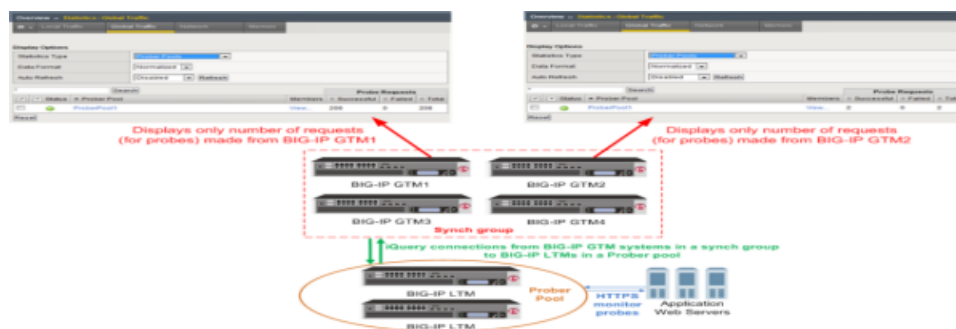 Overview » Statistics : Global Traffic
Local Traffic Global Traffic Network Memory
Display Options
Statistics Type Prober Pools
Data Format Normalized
Auto Refresh Disabled Refresh
Search Probe Requests
Status Prober Pool Members Successful Failed Total
ProberPool1 View...
Reset
Overview » Statistics : Global Traffic
Local Traffic Global Traffic Network Memory
Display Options
Statistics Type Prober Pools
Data Format Normalized
Auto Refresh Disabled Refresh
Search Probe Requests
Status Prober Pool Members Successful Failed Total
ProberPool1 View...
Reset
Displays only number of requests
(for probes) made from BIG-IP GTM1
Displays only number of requests
(for probes) made from BIG-IP GTM2
BIG-IP GTM1
BIG-IP GTM2
BIG-IP GTM3
BIG-IP GTM4
Synch group
iQuery connections from BIG-IP GTM systems in a synch group
to BIG-IP LTMs in a Prober pool
BIG-IP LTM
BIG-IP LTM
Prober
Pool
HTTPS
monitor
probes
Application
Web Servers